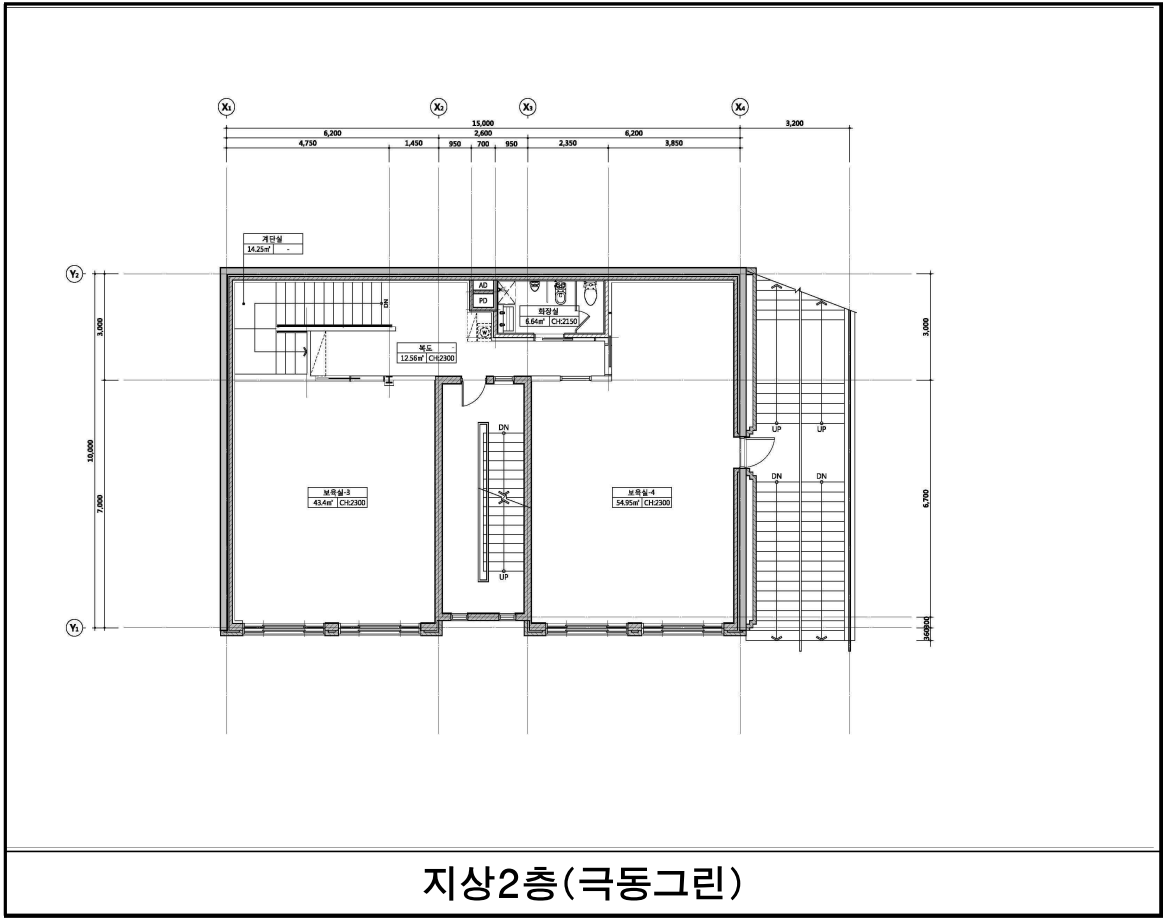 X₁ X₂ X₃ X₄
15,000 3,200
6,200 2,600 6,200
4,750 1,450 950 700 950 2,350 3,850
계단실
14.25㎡ -
Y₂
AD
PD
DN
화장실
6.64㎡ CH:2150
3,000
3,000
W
복도 -
12.56㎡ CH:2300
DN
UP UP
10,000
DN DN
7,000
보육실-3
43.4㎡ CH:2300
보육실-4
54.95㎡ CH:2300
6,700
UP
Y₁
지상2층(극동그린)